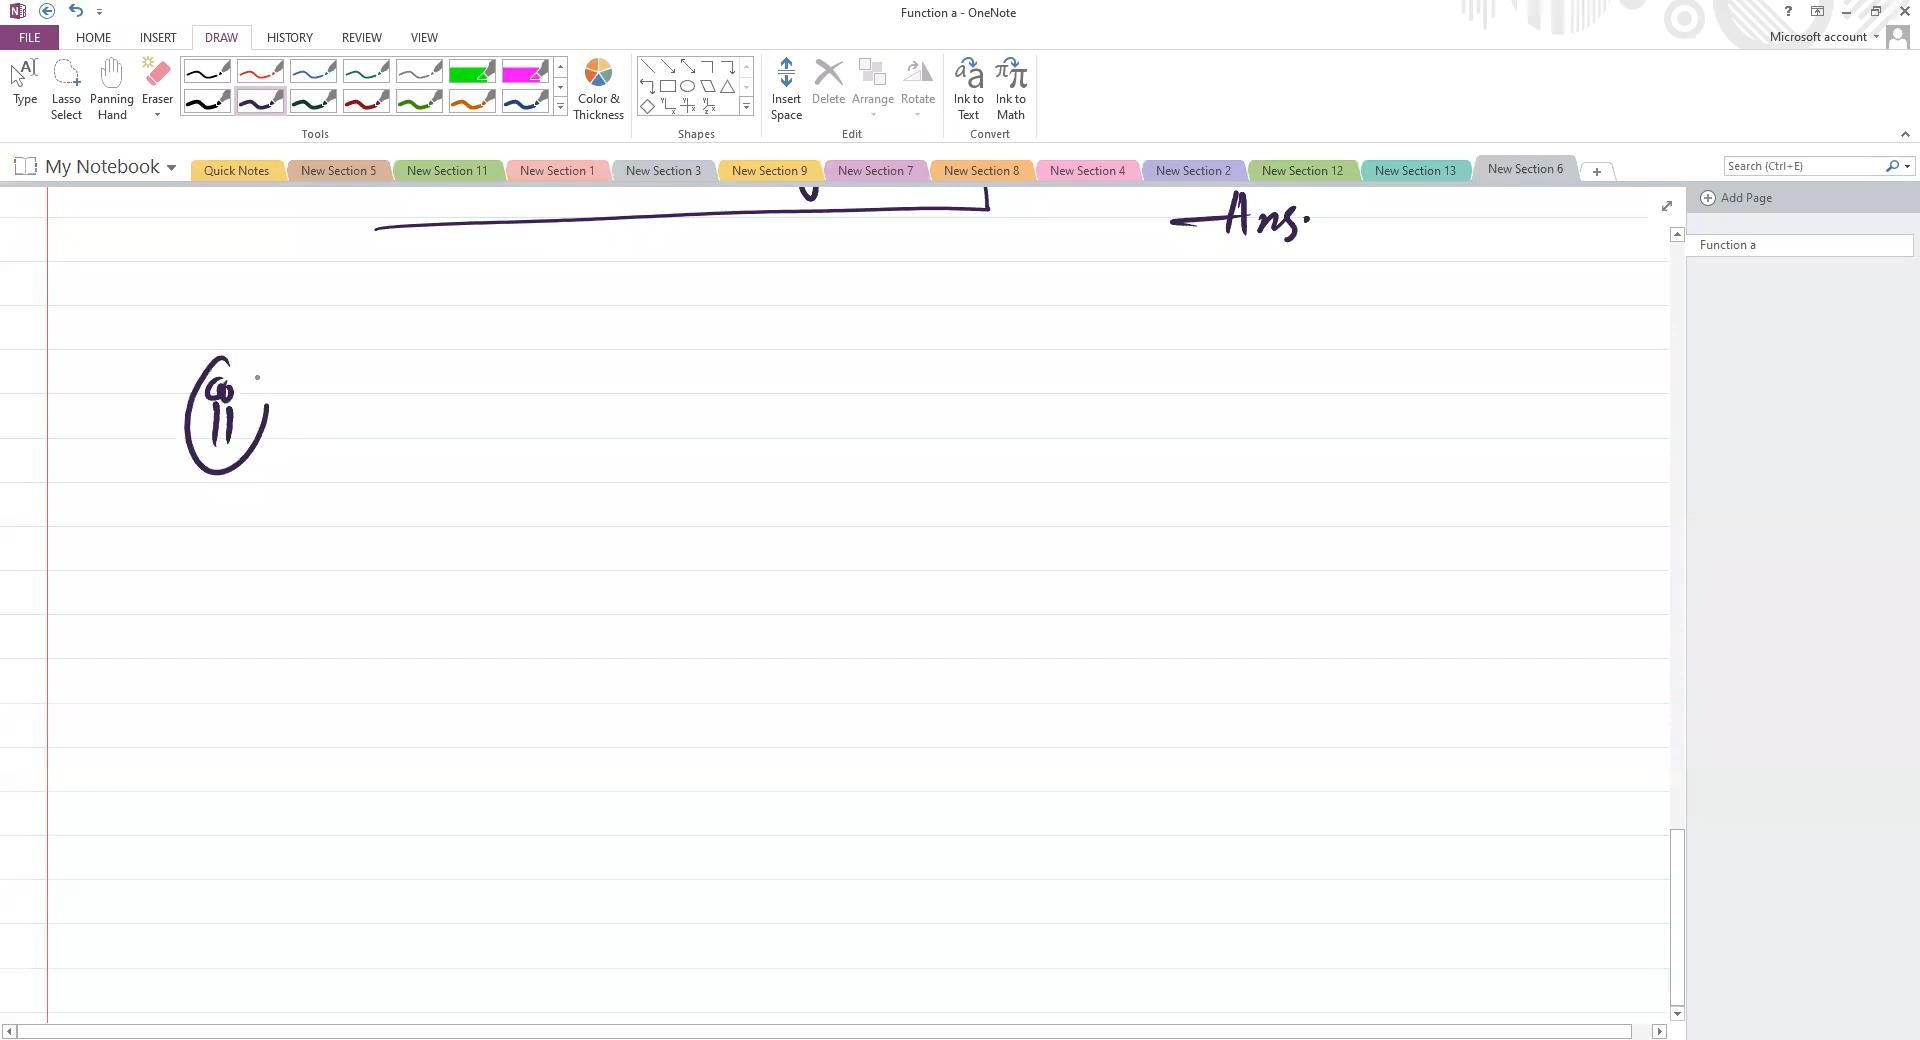 Function a - OneNote
?
FILE HOME INSERT DRAW HISTORY REVIEW VIEW
Microsoft account
Type
Lasso Select
Panning Hand
Eraser
Color & Thickness
Insert Space
Delete
Arrange
Rotate
Ink to Text
Ink to Math
Tools
Shapes
Edit
Convert
My Notebook
Quick Notes
New Section 5
New Section 11
New Section 1
New Section 3
New Section 9
New Section 7
New Section 8
New Section 4
New Section 2
New Section 12
New Section 13
New Section 6
Search (Ctrl+E)
Add Page
Function a
Ans.
ii